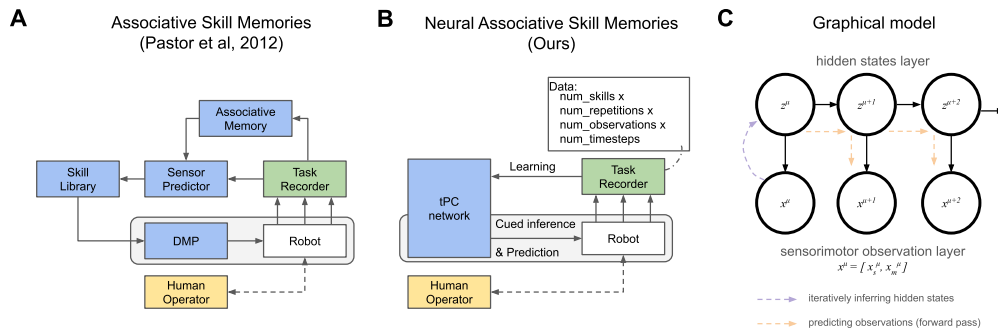 A
Associative Skill Memories
(Pastor et al, 2012)
Associative
Memory
Skill
Library
Sensor
Predictor
Task
Recorder
DMP
Robot
Human
Operator
B
Neural Associative Skill Memories
(Ours)
Data:
num_skills x
num_repetitions x
num_observations x
num_timesteps
tPC
network
Learning
Task
Recorder
Cued inference
& Prediction
Robot
Human
Operator
C
Graphical model
hidden states layer
z^μ
z^μ+1
z^μ+2
x^μ
x^μ+1
x^μ+2
sensorimotor observation layer
x^μ = [ x_s^μ, x_m^μ ]
iteratively inferring hidden states
predicting observations (forward pass)